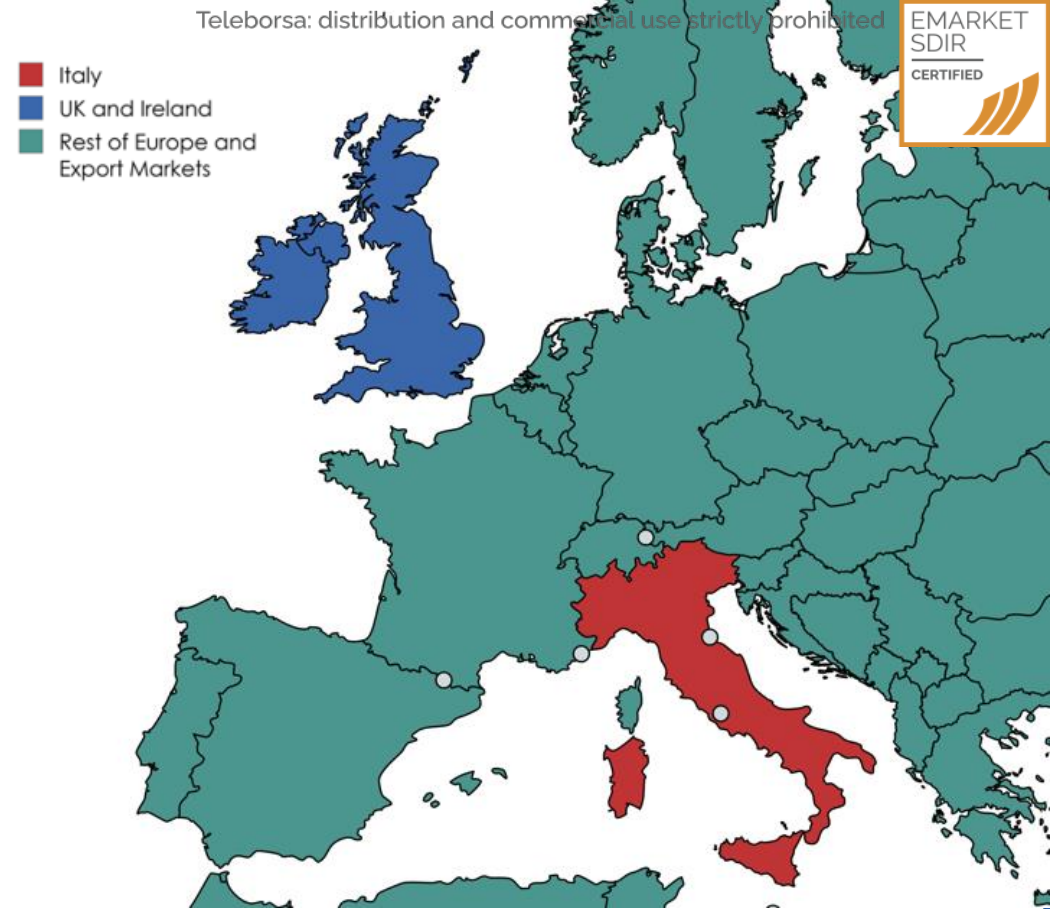 Teleborsa: distribution and commercial use strictly prohibited
EMARKET
SDIR
CERTIFIED
Italy
UK and Ireland
Rest of Europe and
Export Markets